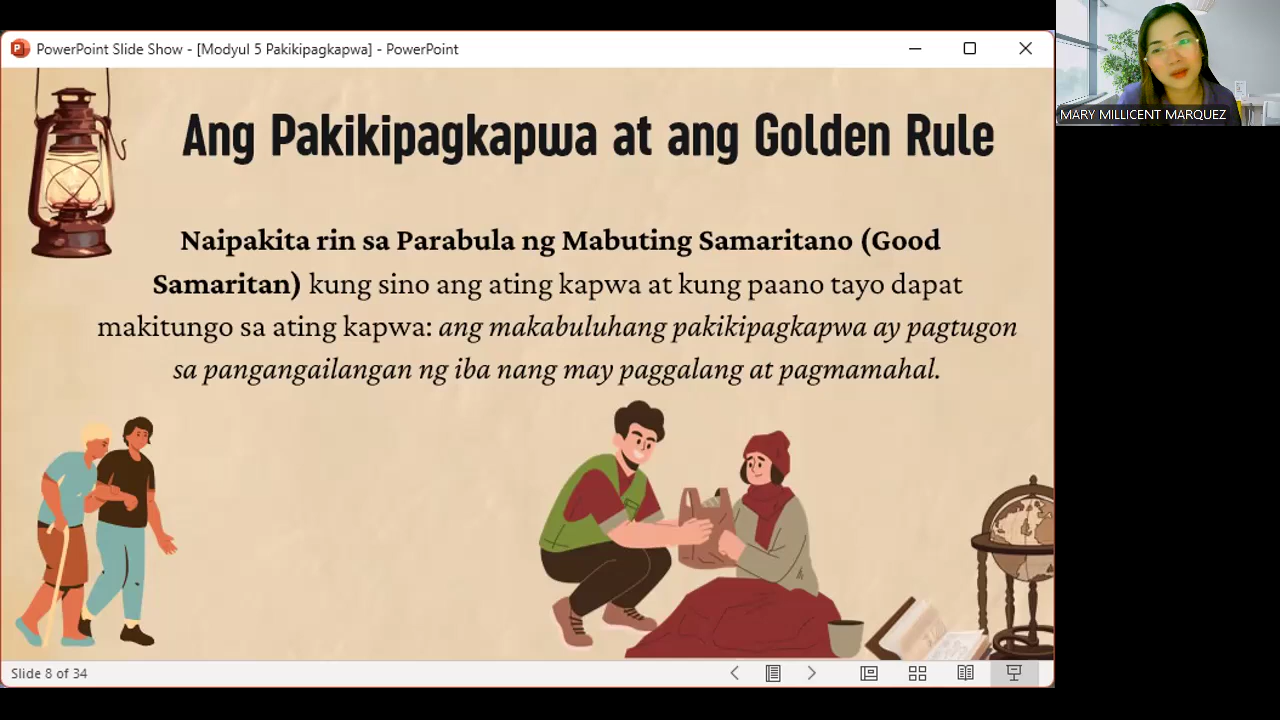 PowerPoint Slide Show - [Modyul 5 Pakikipagkapwa] - PowerPoint
MARY MILLICENT MARQUEZ
Ang Pakikipagkapwa at ang Golden Rule
Naipakita rin sa Parabula ng Mabuting Samaritano (Good
Samaritan) kung sino ang ating kapwa at kung paano tayo dapat
makitungo sa ating kapwa: ang makabuluhang pakikipagkapwa ay pagtugon
sa pangangailangan ng iba nang may paggalang at pagmamahal.
Slide 8 of 34